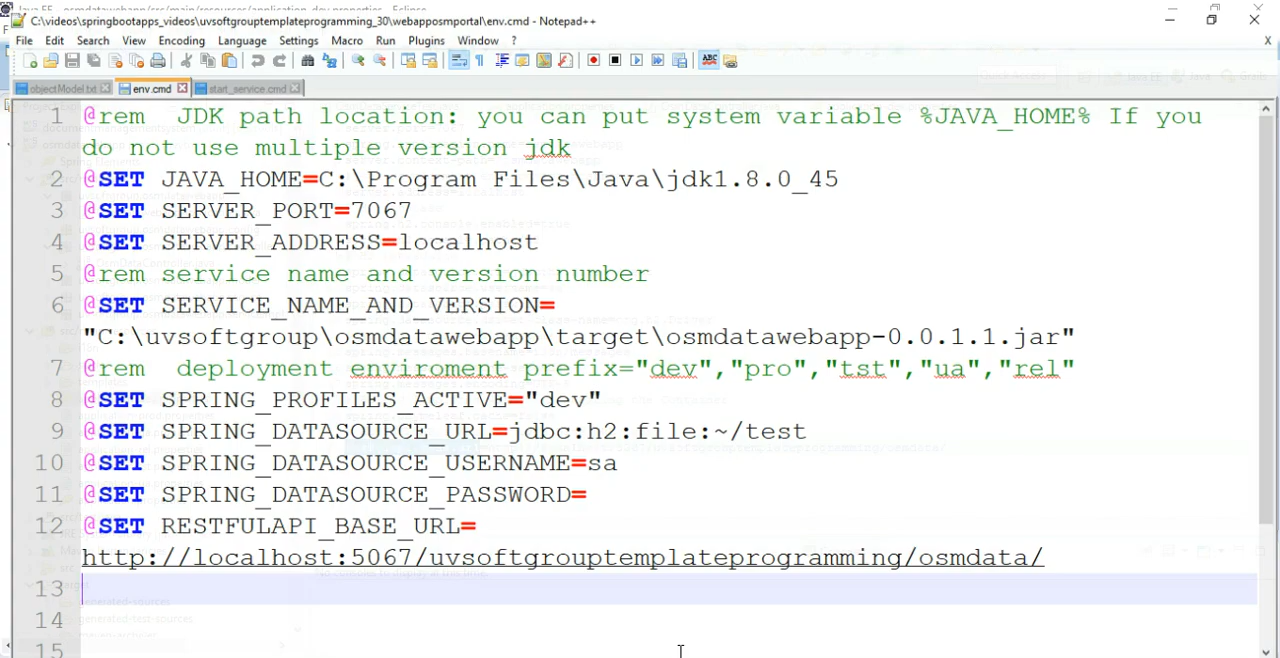 C:\videos\springbootapps_videos\uvsoftgrouptemplateprogramming_30\webapposmportal\env.cmd - Notepad++
File Edit Search View Encoding Language Settings Macro Run Plugins Window ? X
objectModel.txt env.cmd start_service.cmd
1 @rem  JDK path location: you can put system variable %JAVA_HOME% If you
do not use multiple version jdk
2 @SET JAVA_HOME=C:\Program Files\Java\jdk1.8.0_45
3 @SET SERVER_PORT=7067
4 @SET SERVER_ADDRESS=localhost
5 @rem service name and version number
6 @SET SERVICE_NAME_AND_VERSION=
"C:\uvsoftgroup\osmdatawebapp\target\osmdatawebapp-0.0.1.1.jar"
7 @rem  deployment enviroment prefix="dev","pro","tst","ua","rel"
8 @SET SPRING_PROFILES_ACTIVE="dev"
9 @SET SPRING_DATASOURCE_URL=jdbc:h2:file:~/test
10 @SET SPRING_DATASOURCE_USERNAME=sa
11 @SET SPRING_DATASOURCE_PASSWORD=
12 @SET RESTFULAPI_BASE_URL=
http://localhost:5067/uvsoftgrouptemplateprogramming/osmdata/
13
14
15